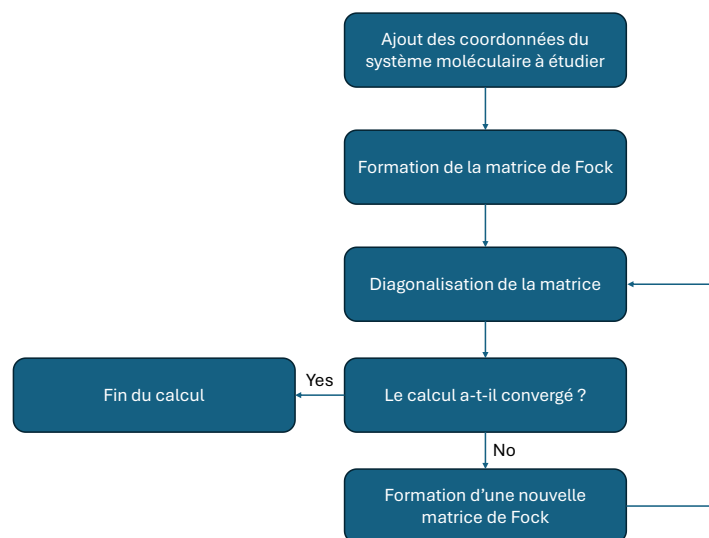 Ajout des coordonnées du
système moléculaire à étudier
Formation de la matrice de Fock
Diagonalisation de la matrice
Fin du calcul
Yes
Le calcul a-t-il convergé ?
No
Formation d’une nouvelle
matrice de Fock